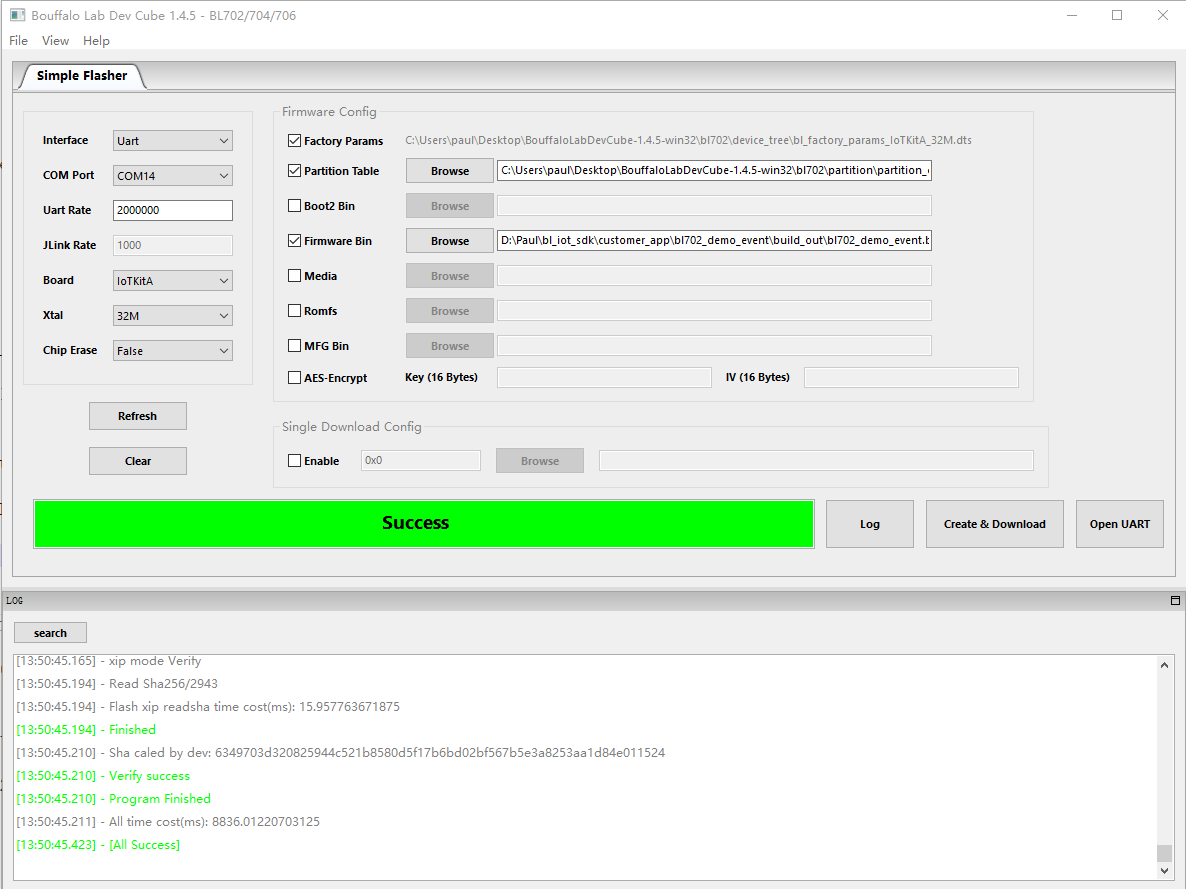 Bouffalo Lab Dev Cube 1.4.5 - BL702/704/706
File View Help
Simple Flasher
Interface Uart
COM Port COM14
Uart Rate 2000000
JLink Rate 1000
Board IoTKitA
Xtal 32M
Chip Erase False
Refresh
Clear
Firmware Config
Factory Params C:\Users\paul\Desktop\BouffaloLabDevCube-1.4.5-win32\bl702\device_tree\bl_factory_params_IoTKitA_32M.dts
Partition Table Browse C:\Users\paul\Desktop\BouffaloLabDevCube-1.4.5-win32\bl702\partition\partition_
Boot2 Bin Browse
Firmware Bin Browse D:\Paul\bl_iot_sdk\customer_app\bl702_demo_event\build_out\bl702_demo_event.b
Media Browse
Romfs Browse
MFG Bin Browse
AES-Encrypt Key (16 Bytes) IV (16 Bytes)
Single Download Config
Enable 0x0 Browse
Success Log Create & Download Open UART
LOG
search
[13:50:45.165] - xip mode Verify
[13:50:45.194] - Read Sha256/2943
[13:50:45.194] - Flash xip readsha time cost(ms): 15.957763671875
[13:50:45.194] - Finished
[13:50:45.210] - Sha caled by dev: 6349703d320825944c521b8580d5f17b6bd02bf567b5e3a8253aa1d84e011524
[13:50:45.210] - Verify success
[13:50:45.210] - Program Finished
[13:50:45.211] - All time cost(ms): 8836.01220703125
[13:50:45.423] - [All Success]